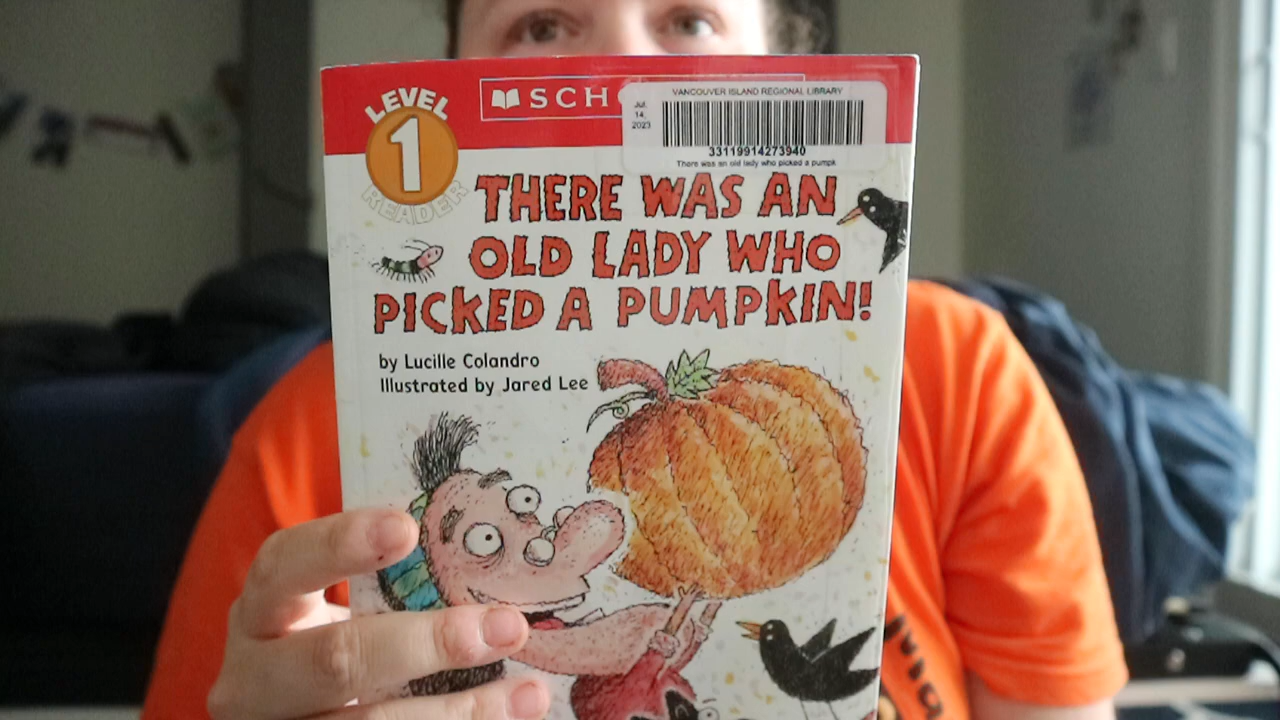 LEVEL
1
READER
SCHO
VANCOUVER ISLAND REGIONAL LIBRARY
JUL
14,
2023
33119914273940
There was an old lady who picked a pumpk
THERE WAS AN
OLD LADY WHO
PICKED A PUMPKIN!
by Lucille Colandro
Illustrated by Jared Lee